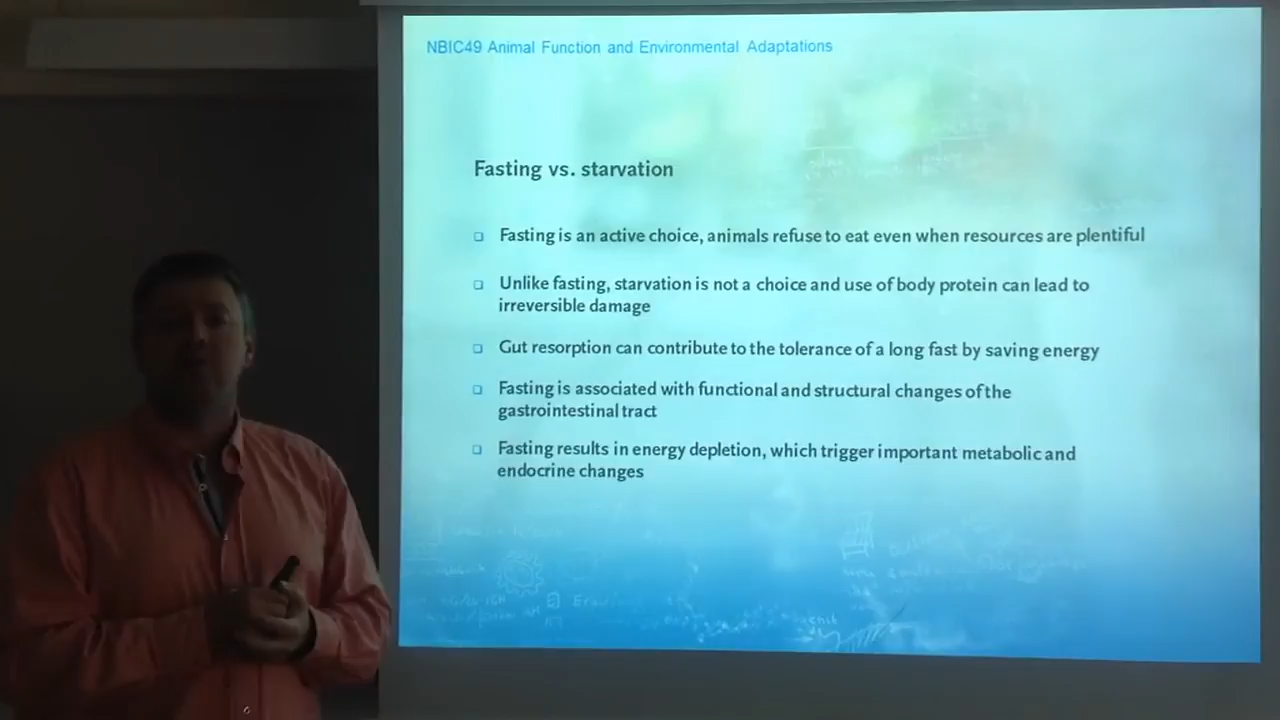 NBIC49 Animal Function and Environmental Adaptations
Fasting vs. starvation
Fasting is an active choice, animals refuse to eat even when resources are plentiful
Unlike fasting, starvation is not a choice and use of body protein can lead to
irreversible damage
Gut resorption can contribute to the tolerance of a long fast by saving energy
Fasting is associated with functional and structural changes of the
gastrointestinal tract
Fasting results in energy depletion, which trigger important metabolic and
endocrine changes